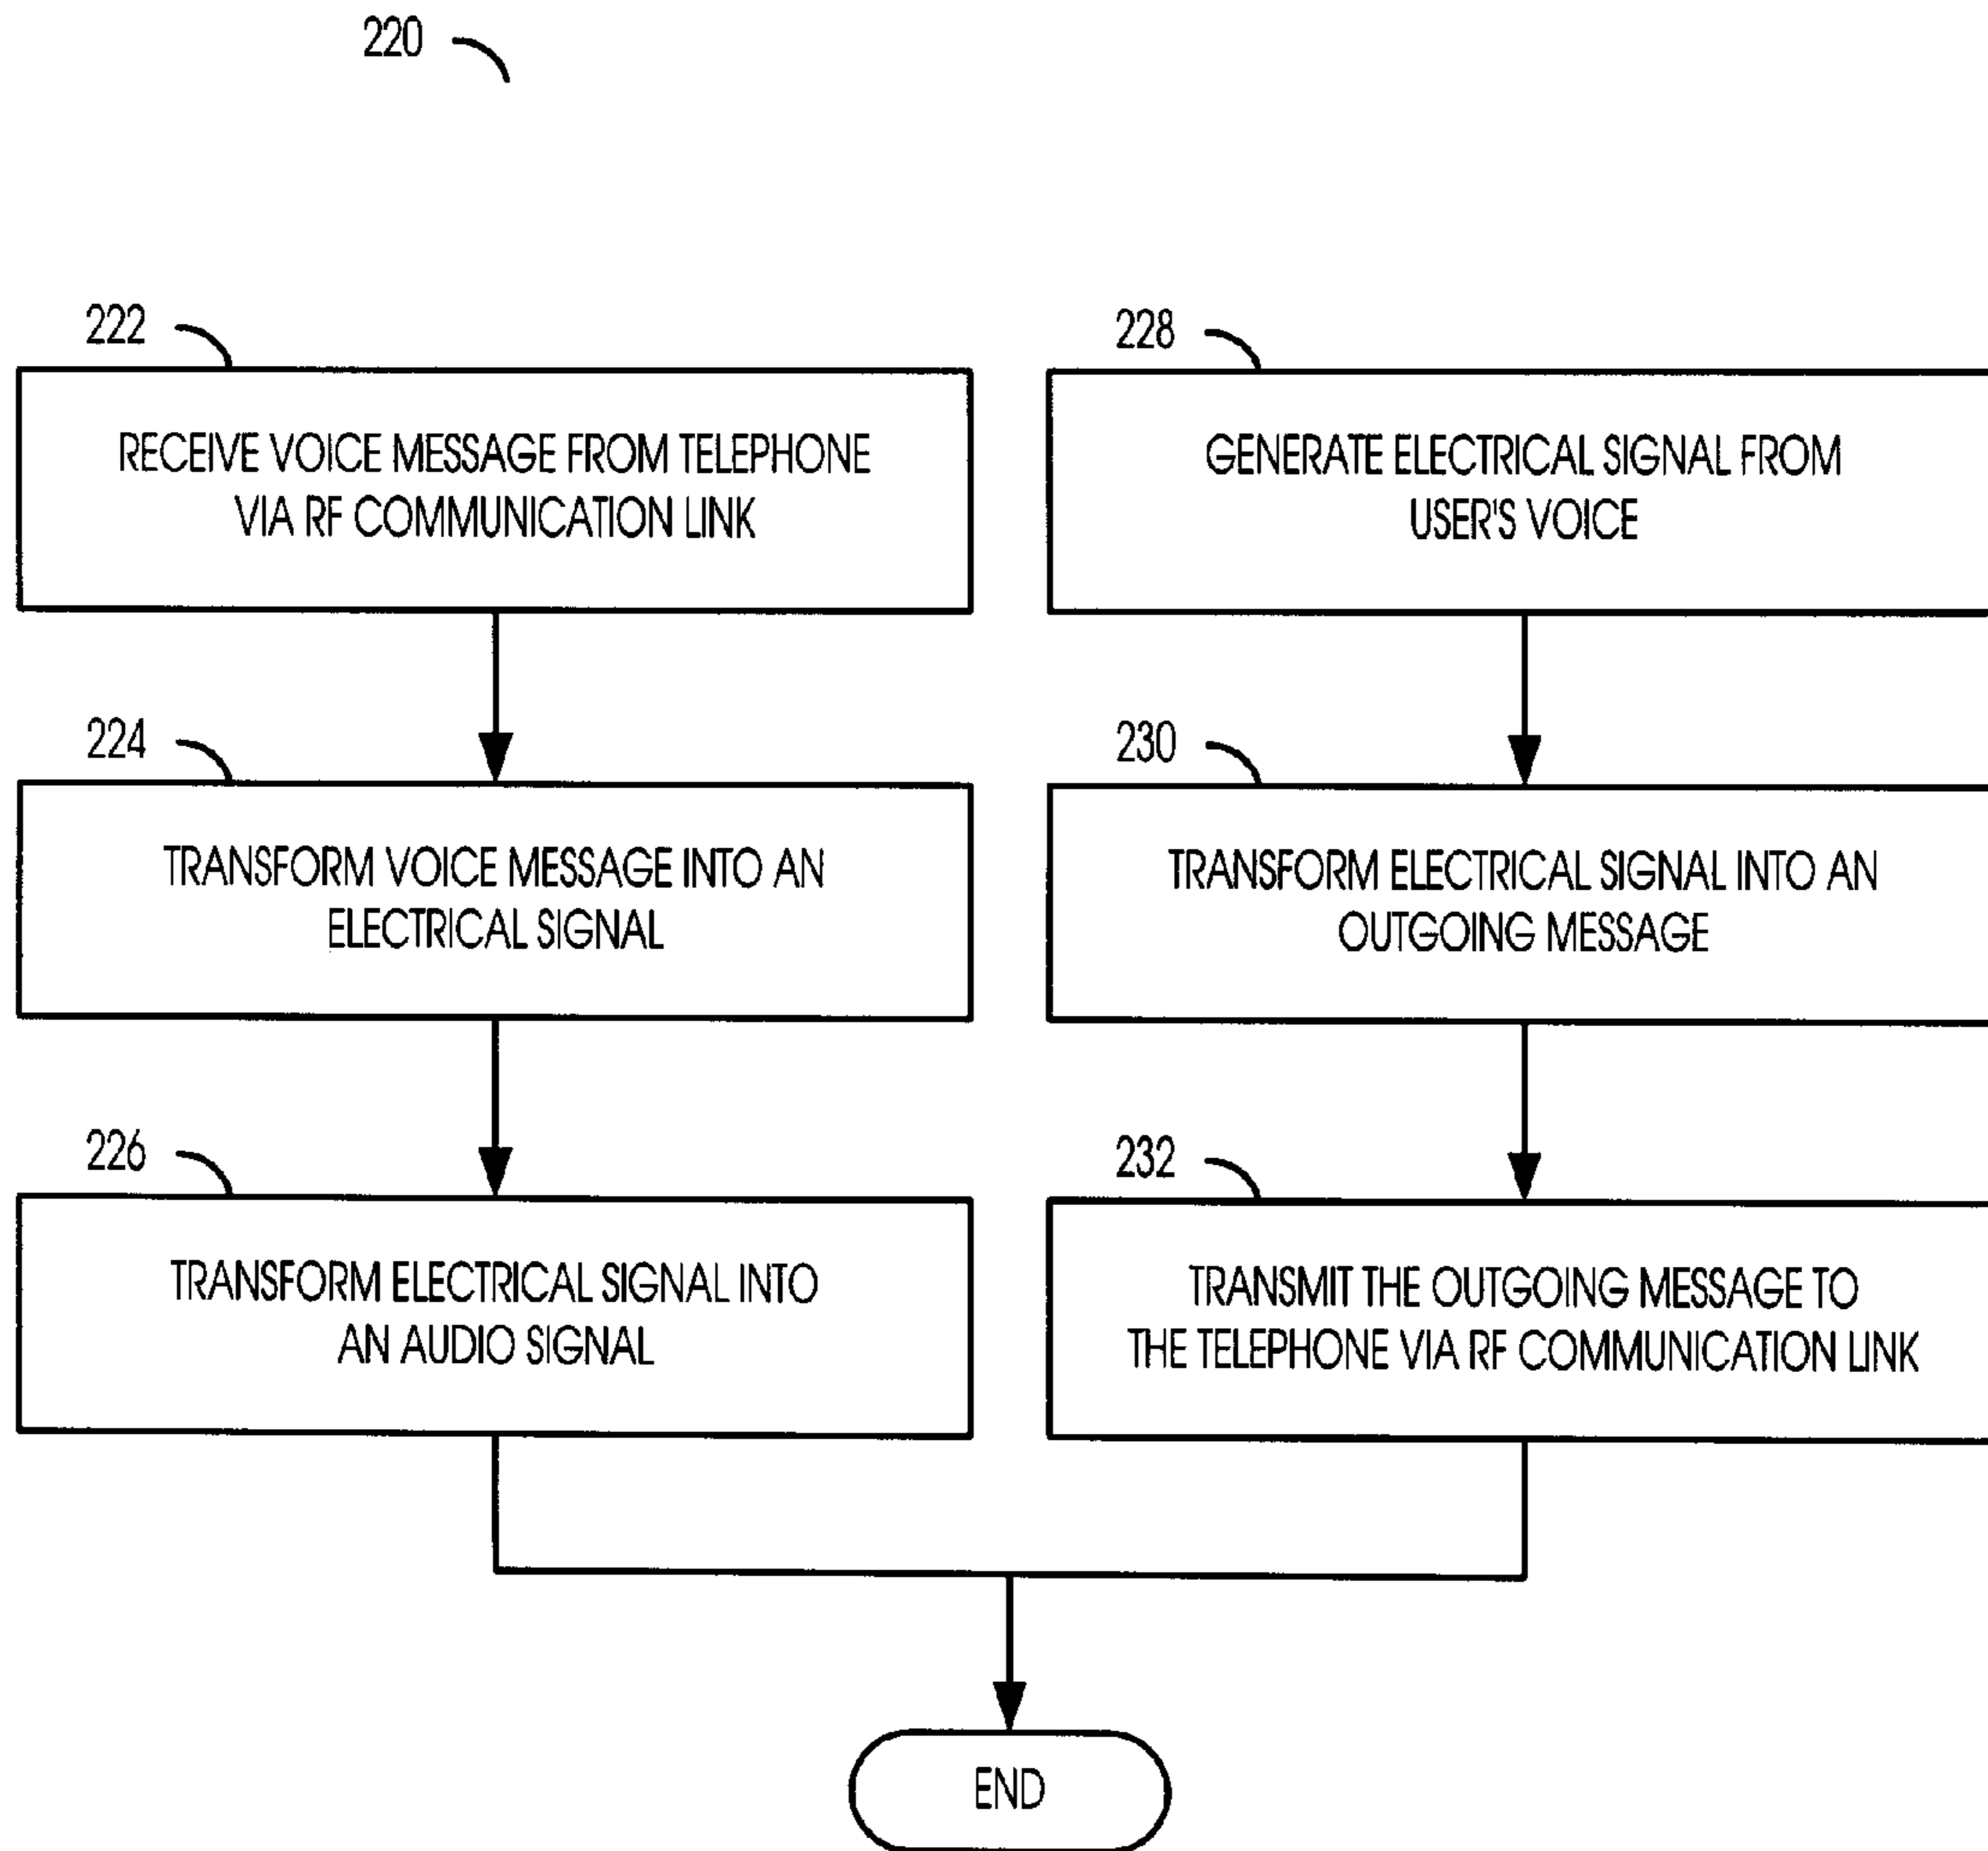 220
222
RECEIVE VOICE MESSAGE FROM TELEPHONE
VIA RF COMMUNICATION LINK
224
TRANSFORM VOICE MESSAGE INTO AN
ELECTRICAL SIGNAL
226
TRANSFORM ELECTRICAL SIGNAL INTO
AN AUDIO SIGNAL
228
GENERATE ELECTRICAL SIGNAL FROM
USER'S VOICE
230
TRANSFORM ELECTRICAL SIGNAL INTO AN
OUTGOING MESSAGE
232
TRANSMIT THE OUTGOING MESSAGE TO
THE TELEPHONE VIA RF COMMUNICATION LINK
END